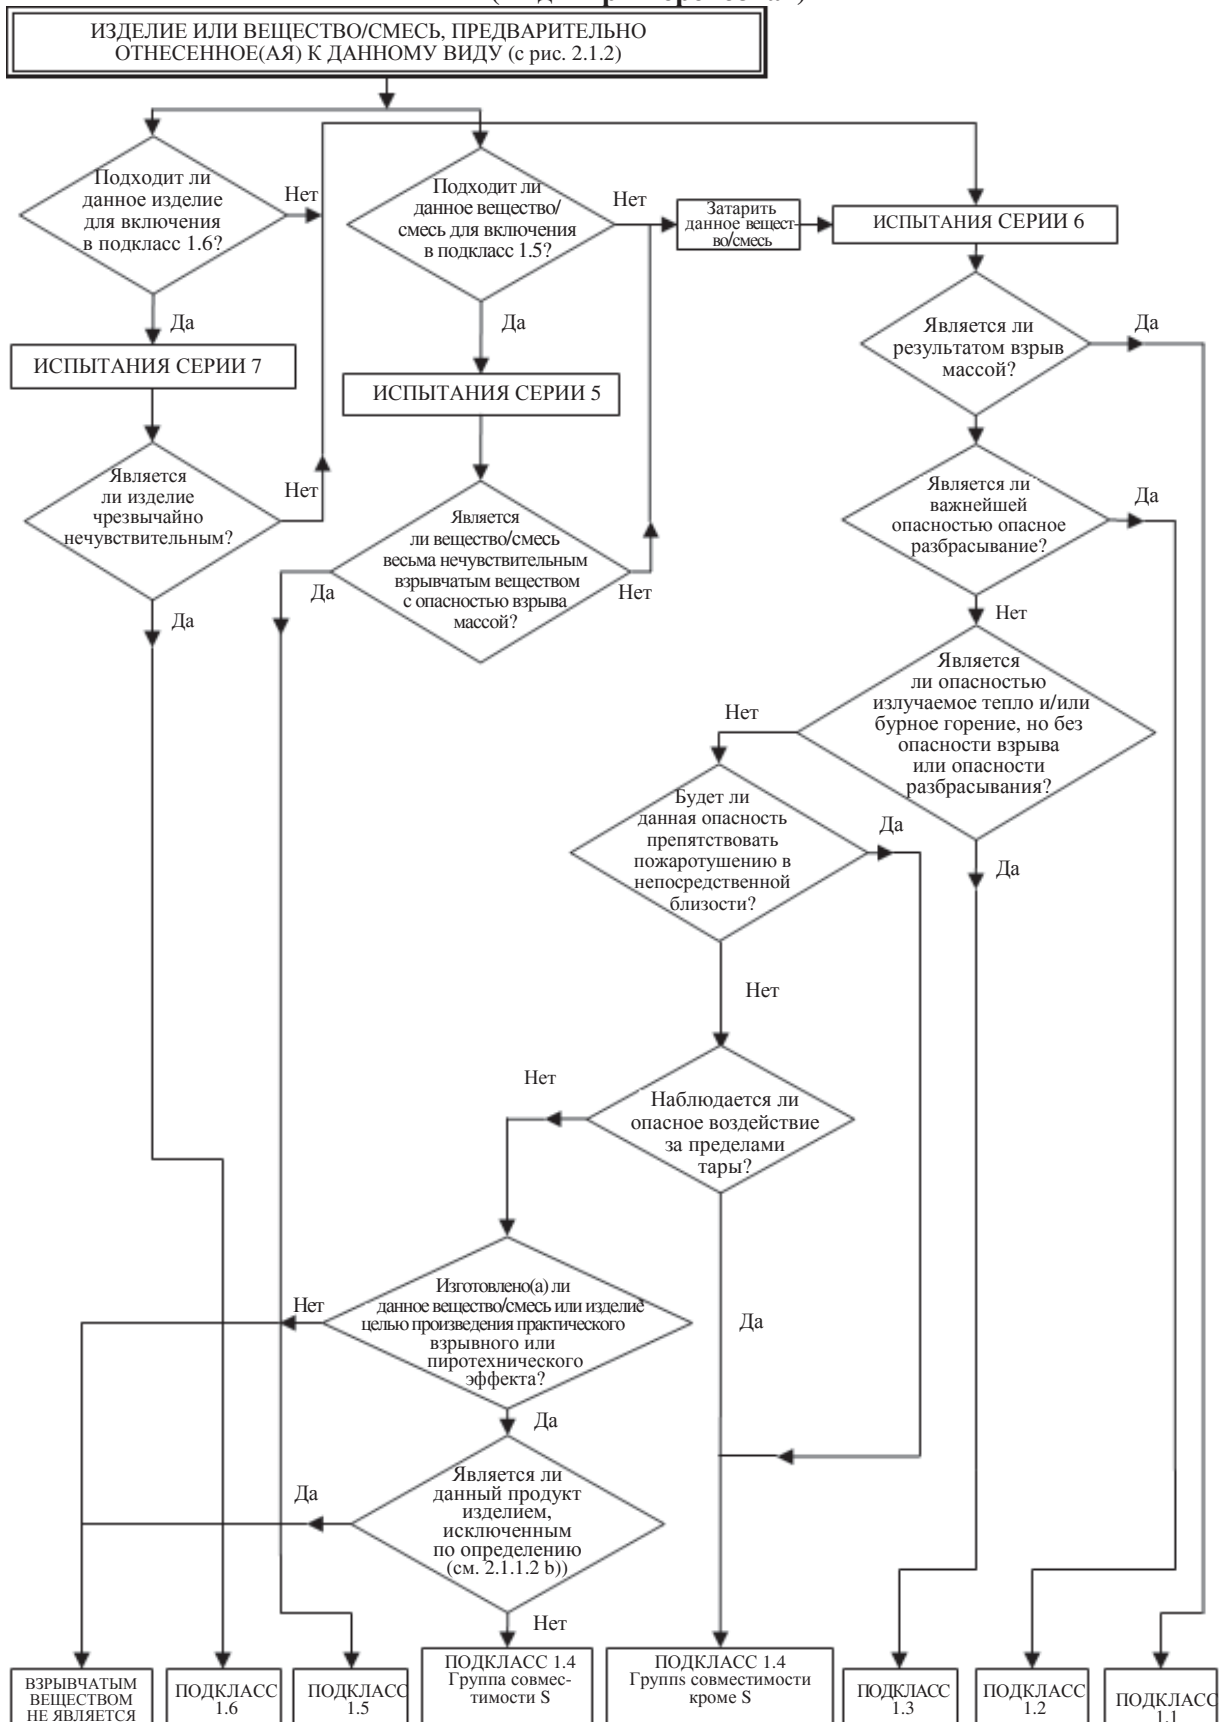 ИЗДЕЛИЕ ИЛИ ВЕЩЕСТВО/СМЕСЬ, ПРЕДВАРИТЕЛЬНО
ОТНЕСЕННОЕ(АЯ) К ДАННОМУ ВИДУ (с рис. 2.1.2)
Подходит ли
данное изделие
для включения
в подкласс 1.6?
Нет
Подходит ли
данное вещество/
смесь для включения
в подкласс 1.5?
Нет
Затарить
данное вещест-
во/смесь
ИСПЫТАНИЯ СЕРИИ 6
Да
Да
Является ли
результатом взрыв
массой?
Да
ИСПЫТАНИЯ СЕРИИ 7
ИСПЫТАНИЯ СЕРИИ 5
Является
ли изделие
чрезвычайно
нечувствительным?
Нет
Является
ли вещество/смесь
весьма нечувствительным
взрывчатым веществом
с опасностью взрыва
массой?
Да
Нет
Является ли
важнейшей
опасностью опасное
разбрасывание?
Да
Да
Нет
Является
ли опасностью
излучаемое тепло и/или
бурное горение, но без
опасности взрыва
или опасности
разбрасывания?
Нет
Да
Будет ли
данная опасность
препятствовать
пожаротушению в
непосредственной
близости?
Да
Нет
Наблюдается ли
опасное воздействие
за пределами
тары?
Нет
Да
Изготовлено(а) ли
данное вещество/смесь или изделие
целью произведения практического
взрывного или
пиротехнического
эффекта?
Нет
Да
Является ли
данный продукт
изделием,
исключенным
по определению
(см. 2.1.1.2 b))
Да
Нет
ВЗРЫВЧАТЫМ
ВЕЩЕСТВОМ
НЕ ЯВЛЯЕТСЯ
ПОДКЛАСС
1.6
ПОДКЛАСС
1.5
ПОДКЛАСС 1.4
Группа совмес-
тимости S
ПОДКЛАСС 1.4
Группs совместимости
кроме S
ПОДКЛАСС
1.3
ПОДКЛАСС
1.2
ПОДКЛАСС
1.1